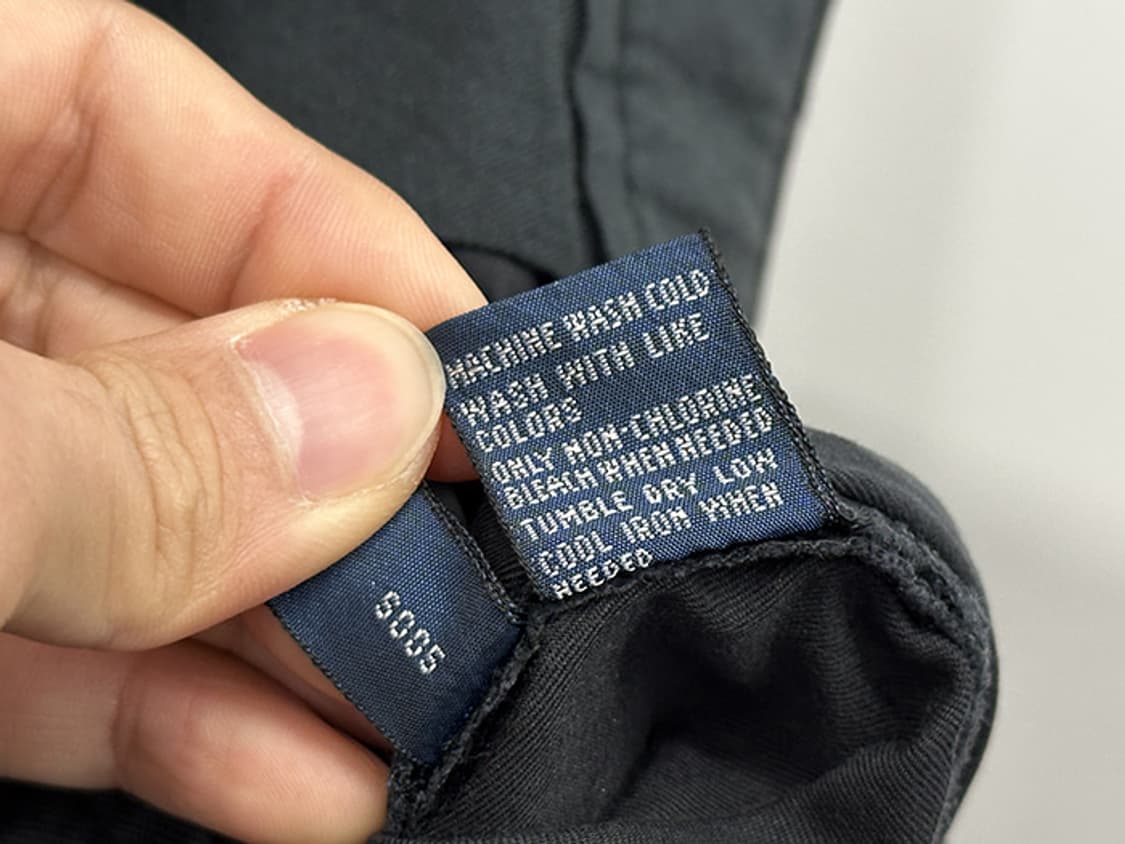 MACHINE WASH COLD
WASH WITH LIKE
COLORS
ONLY NON-CHLORINE
BLEACH WHEN NEEDED
TUMBLE DRY LOW
COOL IRON WHEN
NEEDED
6005